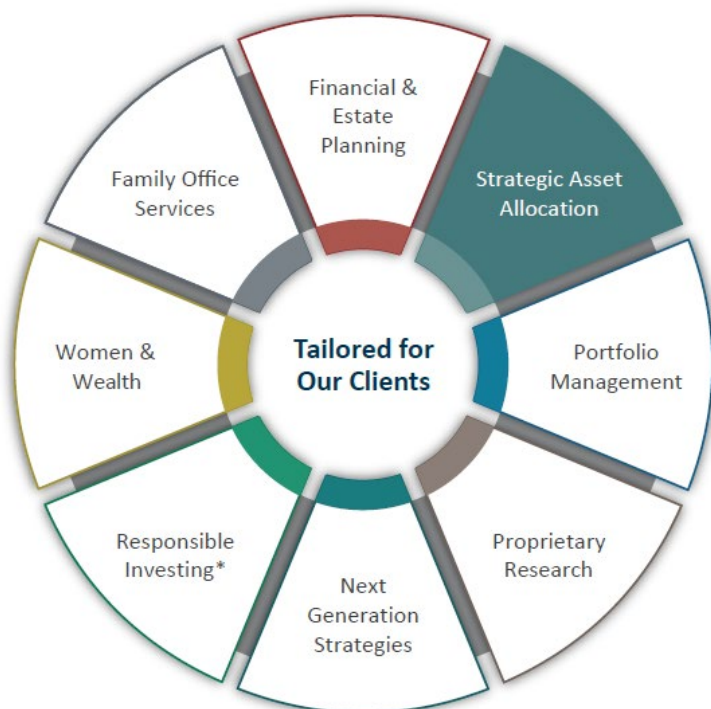 Financial &
Estate
Planning
Strategic Asset
Allocation
Portfolio
Management
Proprietary
Research
Next
Generation
Strategies
Responsible
Investing*
Women &
Wealth
Family Office
Services
Tailored for
Our Clients